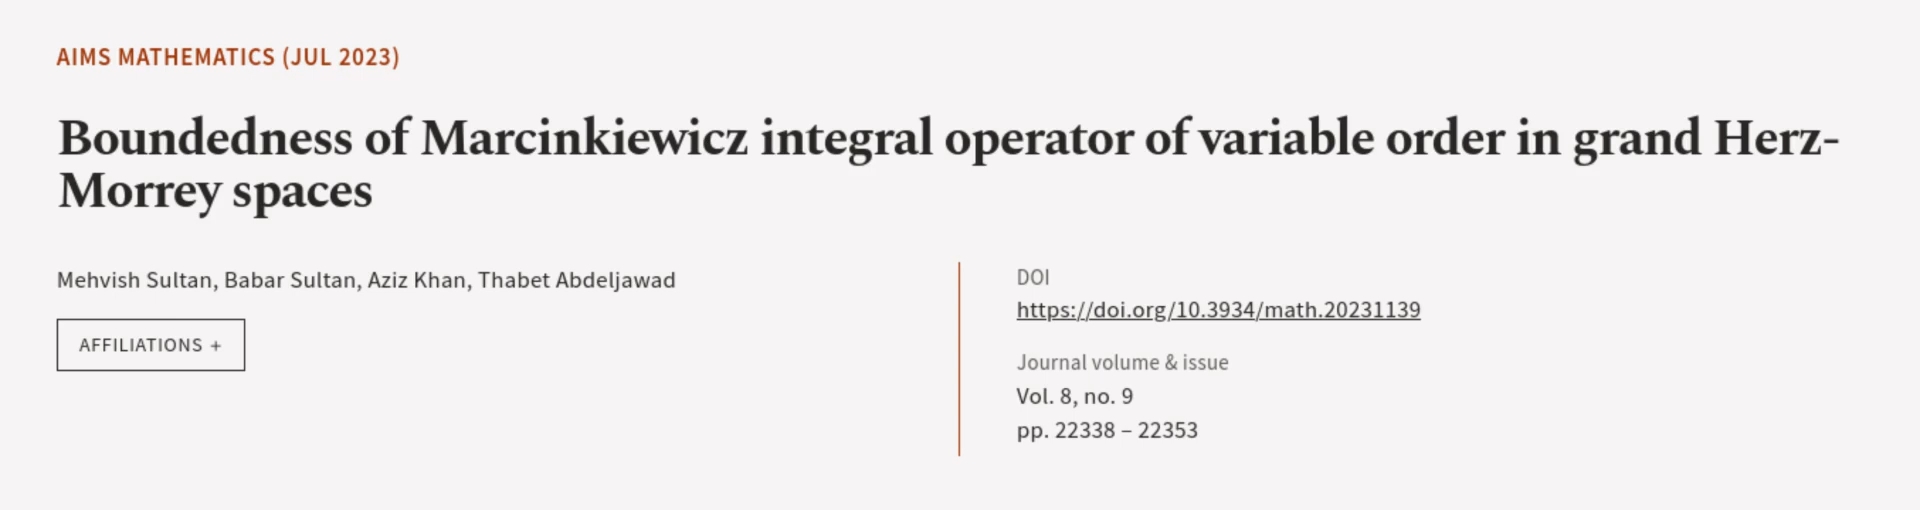 AIMS MATHEMATICS (JUL 2023)
Boundedness of Marcinkiewicz integral operator of variable order in grand Herz-
Morrey spaces
Mehvish Sultan, Babar Sultan, Aziz Khan, Thabet Abdeljawad
AFFILIATIONS +
DOI
https://doi.org/10.3934/math.20231139
Journal volume & issue
Vol. 8, no. 9
pp. 22338 – 22353